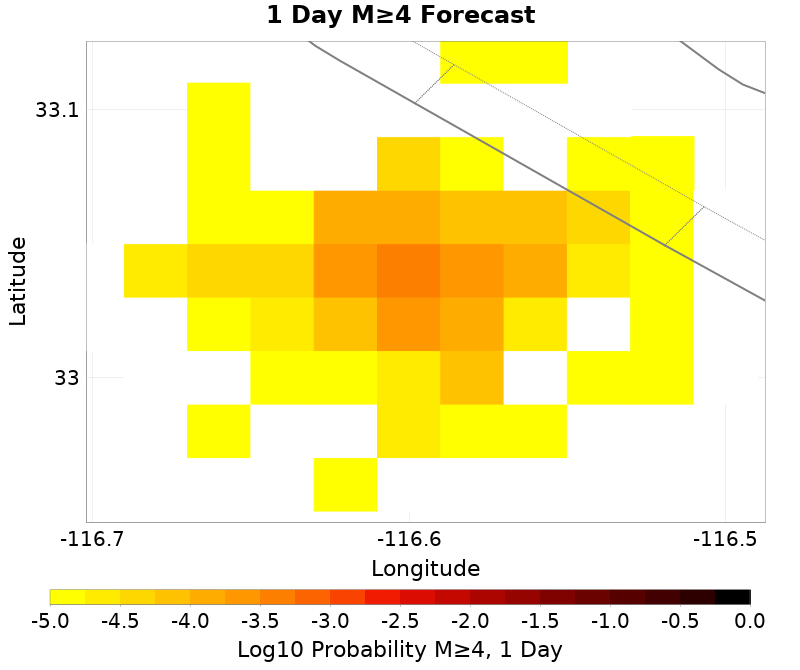 1 Day M≥4 Forecast
33.1
33
Latitude
-116.7 -116.6 -116.5
Longitude
-5.0 -4.5 -4.0 -3.5 -3.0 -2.5 -2.0 -1.5 -1.0 -0.5 0.0
Log10 Probability M≥4, 1 Day